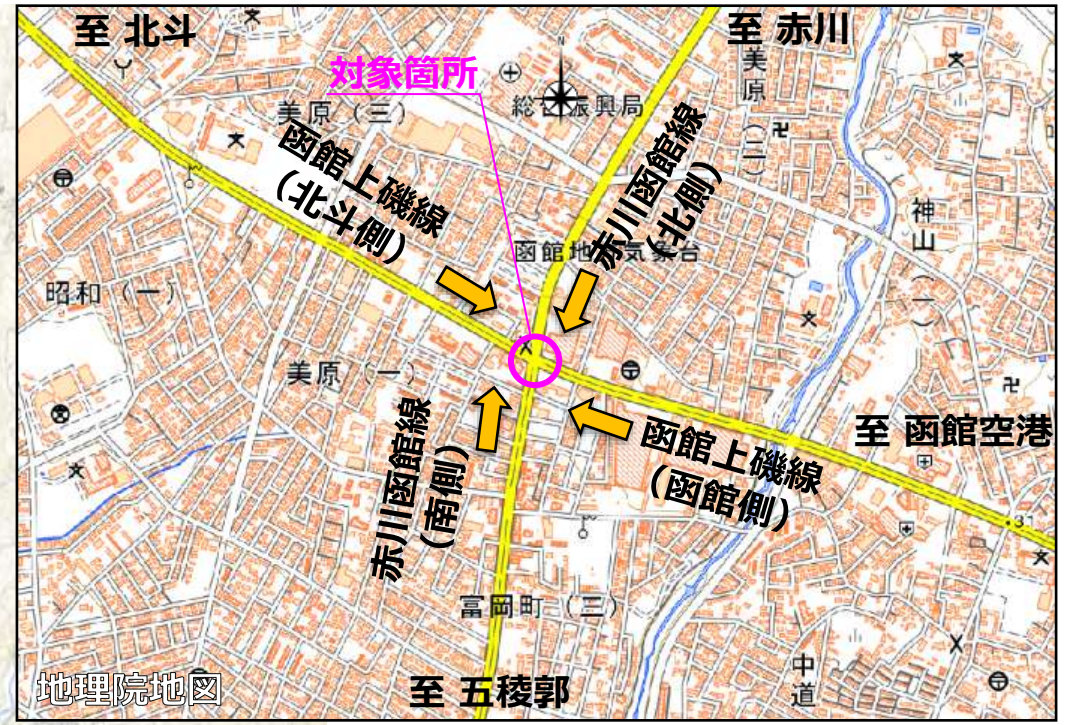 至 北斗
至 赤川
対象箇所
美原(三)
総合振興局
美原(二)
函館上磯線
(北斗側)
赤川函館線
(北側)
函館地
気象台
神山(一)
昭和(一)
美原(一)
至 函館空港
函館上磯線
(函館側)
赤川函館線
(南側)
・31
富岡町(三)
中道
地理院地図
至 五稜郭